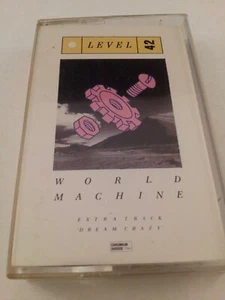 LEVEL 42
WORLD
MACHINE
EXTRA TRACK
'DREAM CRAZY'